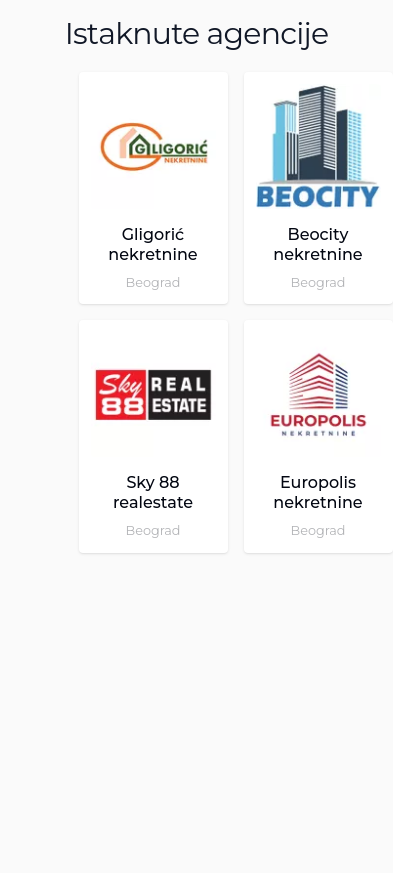 Istaknute agencije
GLIGORIĆ
NEKRETNINE
Gligorić
nekretnine
Beograd
BEOCITY
Beocity
nekretnine
Beograd
Sky REAL
88 ESTATE
Sky 88
realestate
Beograd
EUROPOLIS
NEKRETNINE
Europolis
nekretnine
Beograd